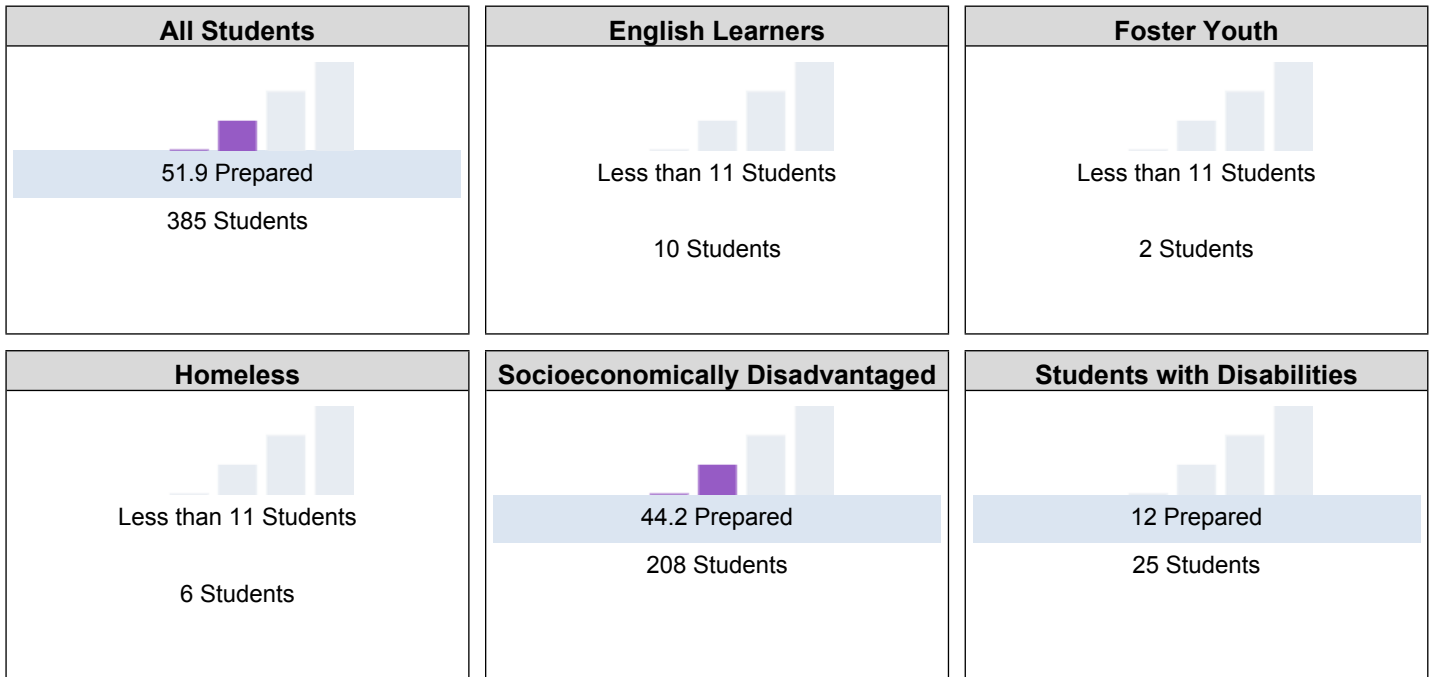 All Students
51.9 Prepared
385 Students
English Learners
Less than 11 Students
10 Students
Foster Youth
Less than 11 Students
2 Students
Homeless
Less than 11 Students
6 Students
Socioeconomically Disadvantaged
44.2 Prepared
208 Students
Students with Disabilities
12 Prepared
25 Students